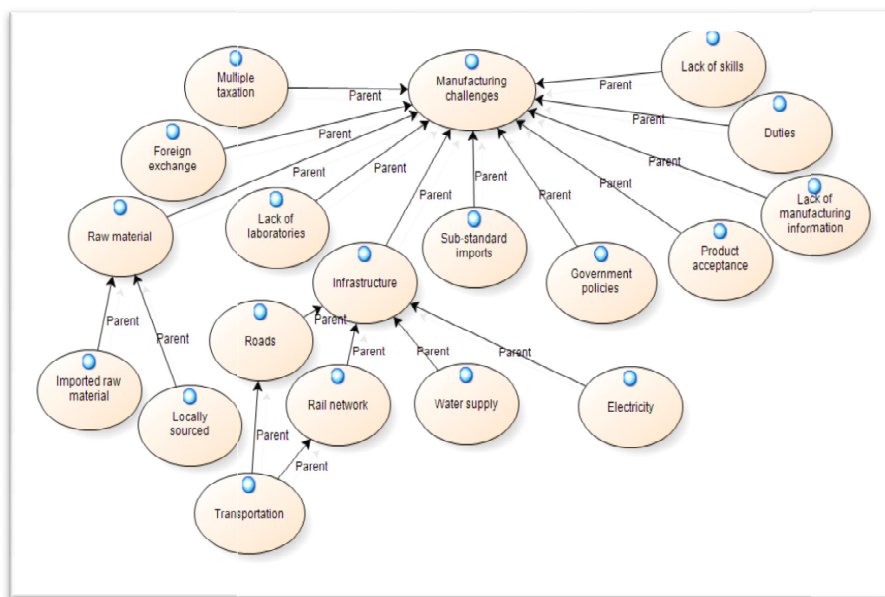 Multiple
taxation
Manufacturing
challenges
Lack of skills
Parent
Parent
Foreign
exchange
Parent
Parent
Duties
Parent
Parent
Parent
Parent
Parent
Parent
Parent
Raw material
Lack of
laboratories
Sub-standard
imports
Lack of
manufacturing
information
Product
acceptance
Government
policies
Infrastructure
Parent
Parent
Parent
Roads
Parent
Parent
Parent
Imported raw
material
Locally
sourced
Rail network
Water supply
Electricity
Parent
Parent
Transportation